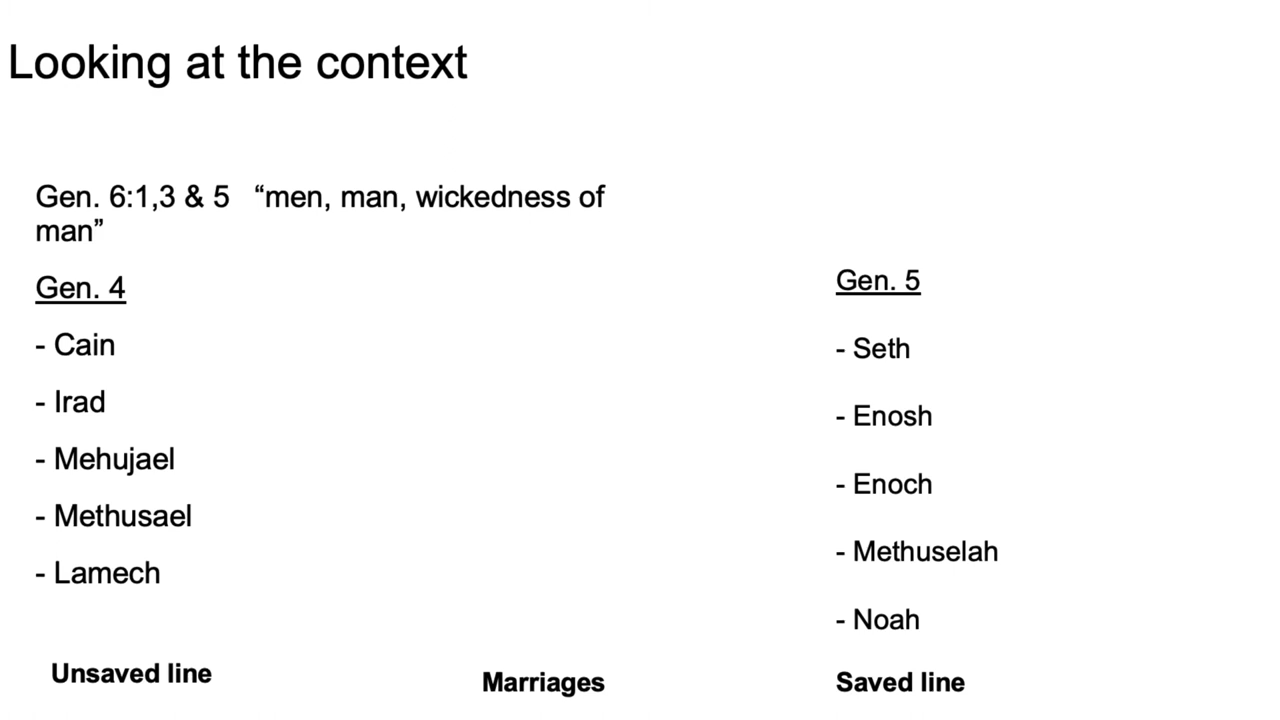 Looking at the context
Gen. 6:1,3 & 5   “men, man, wickedness of
man”
Gen. 4
- Cain
- Irad
- Mehujael
- Methusael
- Lamech
Unsaved line
Marriages
Gen. 5
- Seth
- Enosh
- Enoch
- Methuselah
- Noah
Saved line